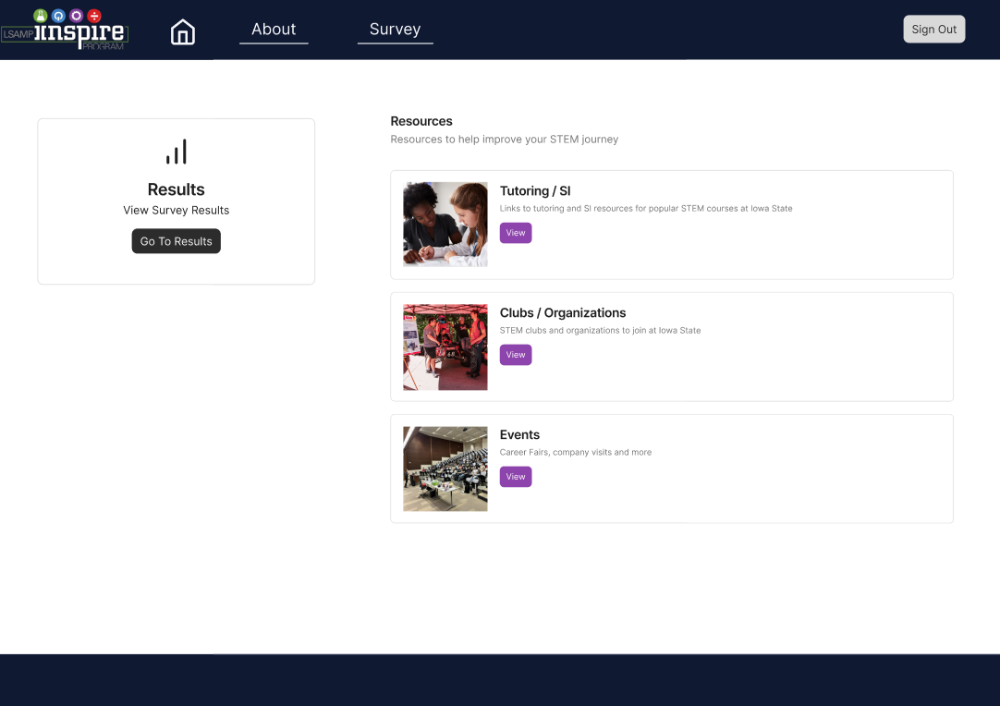 LSAMP IINspire
PROGRAM
About
Survey
Sign Out
Results
View Survey Results
Go To Results
Resources
Resources to help improve your STEM journey
Tutoring / SI
Links to tutoring and SI resources for popular STEM courses at Iowa State
View
Clubs / Organizations
STEM clubs and organizations to join at Iowa State
View
Events
Career Fairs, company visits and more
View